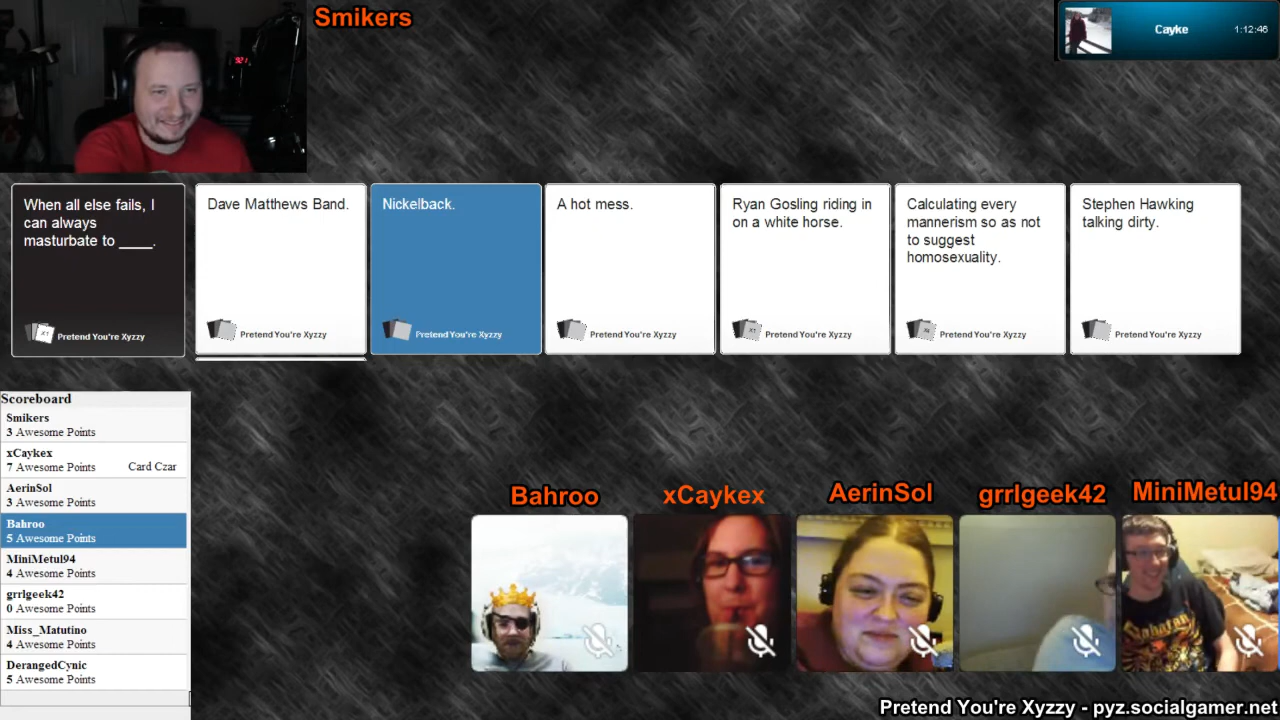 Smikers
Cayke
1:12:46
When all else fails, I
can always
masturbate to ____.
X1
Pretend You're Xyzzy
Dave Matthews Band.
Pretend You're Xyzzy
Nickelback.
Pretend You're Xyzzy
A hot mess.
Pretend You're Xyzzy
Ryan Gosling riding in
on a white horse.
X1
Pretend You're Xyzzy
Calculating every
mannerism so as not
to suggest
homosexuality.
Pretend You're Xyzzy
Stephen Hawking
talking dirty.
Pretend You're Xyzzy
Scoreboard
Smikers
3 Awesome Points
xCaykex
7 Awesome Points Card Czar
AerinSol
3 Awesome Points
Bahroo
5 Awesome Points
MiniMetul94
4 Awesome Points
grrlgeek42
0 Awesome Points
Miss_Matutino
4 Awesome Points
DerangedCynic
5 Awesome Points
Bahroo
xCaykex
AerinSol
grrlgeek42
MiniMetul94
Pretend You're Xyzzy - pyz.socialgamer.net